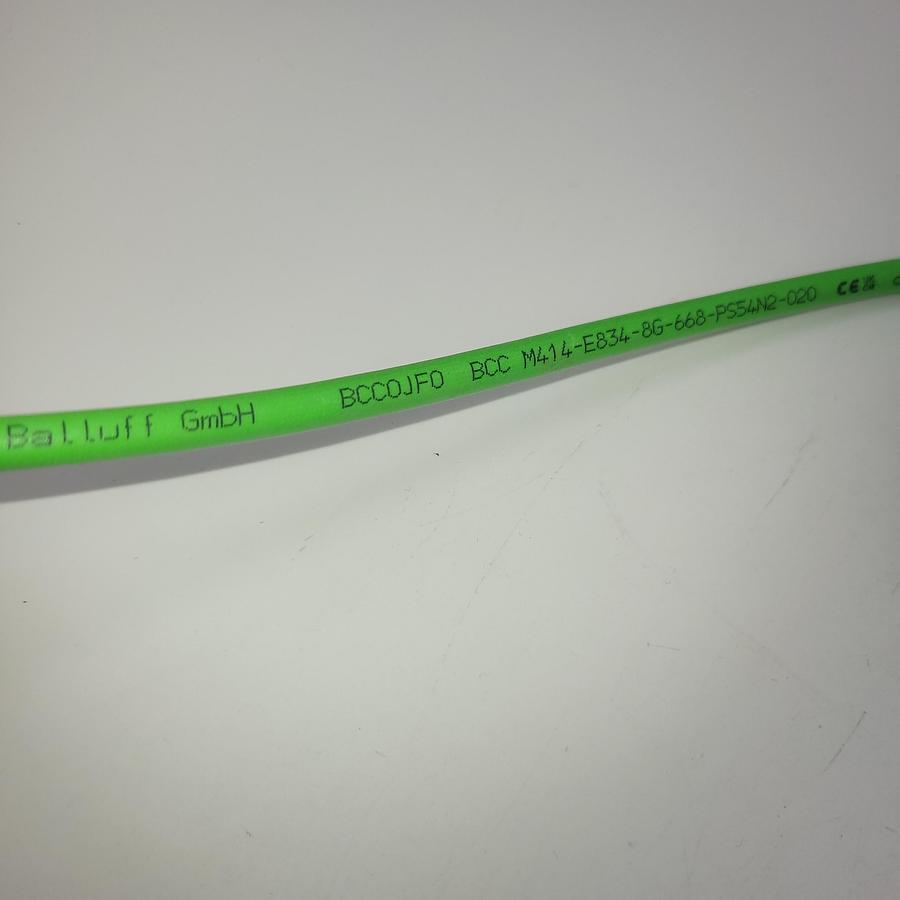 Balluff GmbH BCC0JF0 BCC M414-E834-8G-668-PS54N2-020 CE